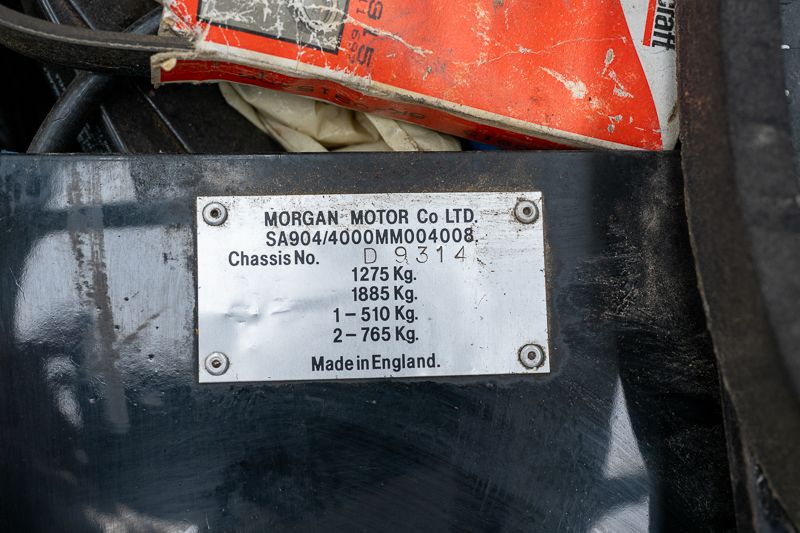 MORGAN MOTOR Co LTD.
SA904/4000MM004008
Chassis No. D 9314
1275 Kg.
1885 Kg.
1 - 510 Kg.
2 - 765 Kg.
Made in England.